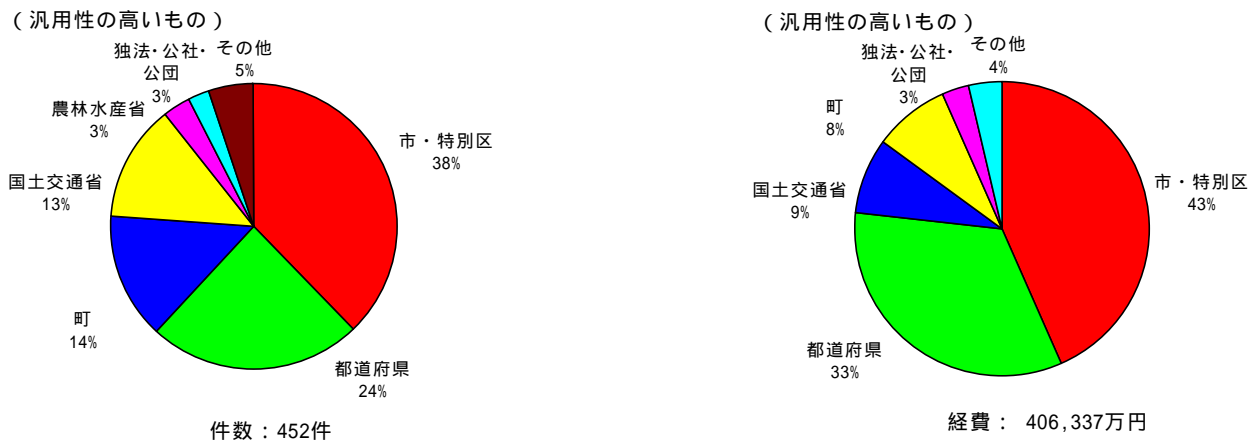 (汎用性の高いもの)
独法・公社・
公団
3%
その他
5%
農林水産省
3%
国土交通省
13%
町
14%
市・特別区
38%
都道府県
24%
件数：452件
(汎用性の高いもの)
独法・公社・
公団
3%
その他
4%
町
8%
国土交通省
9%
市・特別区
43%
都道府県
33%
経費： 406,337万円